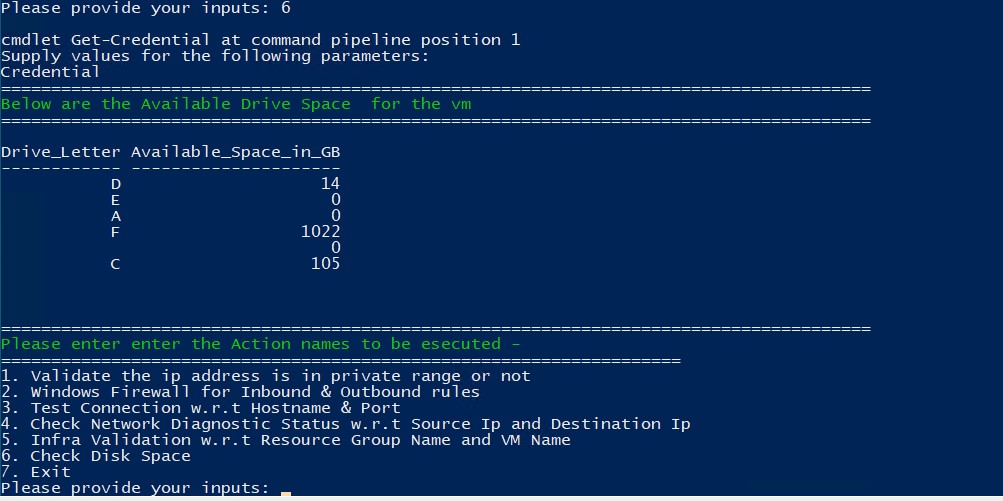 Please provide your inputs: 6
cmdlet Get-Credential at command pipeline position 1
Supply values for the following parameters:
Credential
=======================================================================================
Below are the Available Drive Space  for the vm
=======================================================================================
Drive_Letter Available_Space_in_GB
------------ ---------------------
           D                    14
           E                     0
           A                     0
           F                  1022
                                 0
           C                   105
=======================================================================================
Please enter enter the Action names to be esecuted -
====================================================================
1. Validate the ip address is in private range or not
2. Windows Firewall for Inbound & Outbound rules
3. Test Connection w.r.t Hostname & Port
4. Check Network Diagnostic Status w.r.t Source Ip and Destination Ip
5. Infra Validation w.r.t Resource Group Name and VM Name
6. Check Disk Space
7. Exit
Please provide your inputs: